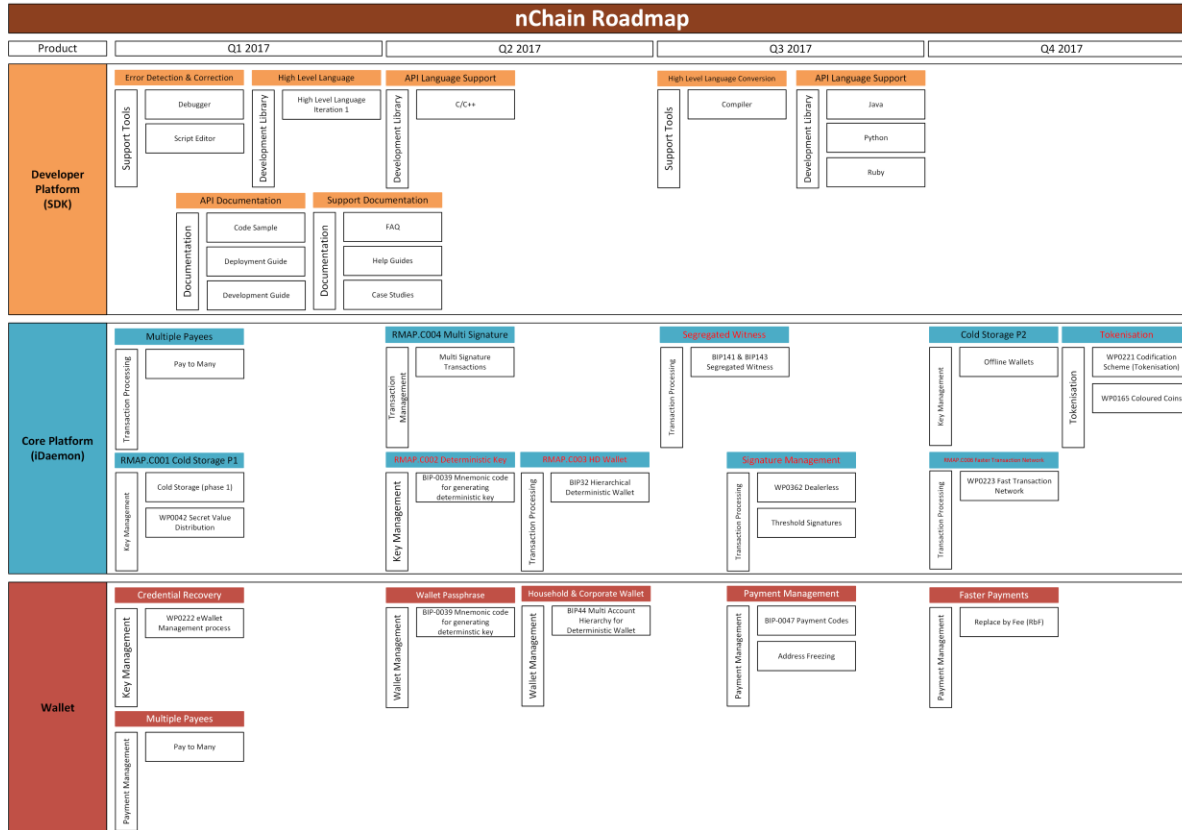 nChain Roadmap
Product
Q1 2017
Q2 2017
Q3 2017
Q4 2017
Developer
Platform
(SDK)
Error Detection & Correction
Support Tools
Debugger
Script Editor
High Level Language
Development Library
High Level Language
Iteration 1
API Language Support
Development Library
C/C++
High Level Language Conversion
Support Tools
Compiler
API Language Support
Development Library
Java
Python
Ruby
API Documentation
Documentation
Code Sample
Deployment Guide
Development Guide
Support Documentation
Documentation
FAQ
Help Guides
Case Studies
Core Platform
(iDaemon)
Multiple Payees
Transaction Processing
Pay to Many
RMAP.C004 Multi Signature
Transaction
Management
Multi Signature
Transactions
Segregated Witness
Transaction Processing
BIP141 & BIP143
Segregated Witness
Cold Storage P2
Key Management
Offline Wallets
Tokenisation
Tokenisation
WP0221 Codification
Scheme (Tokenisation)
WP0165 Coloured Coins
RMAP.C001 Cold Storage P1
Key Management
Cold Storage (phase 1)
WP0042 Secret Value
Distribution
RMAP.C002 Deterministic Key
Key Management
BIP-0039 Mnemonic code
for generating
deterministic key
RMAP.C003 HD Wallet
Transaction Processing
BIP32 Hierarchical
Deterministic Wallet
Signature Management
Transaction Processing
WP0362 Dealerless
Threshold Signatures
Faster Transaction Network
Transaction Processing
WP0223 Fast Transaction
Network
Wallet
Credential Recovery
Key Management
WP0222 eWallet
Management process
Wallet Passphrase
Wallet Management
BIP-0039 Mnemonic code
for generating
determinstic key
Household & Corporate Wallet
Wallet Management
BIP44 Multi Account
Hierarchy for
Deterministic Wallet
Payment Management
Payment Management
BIP-0047 Payment Codes
Address Freezing
Faster Payments
Payment Management
Replace by Fee (RbF)
Multiple Payees
Payment Management
Pay to Many